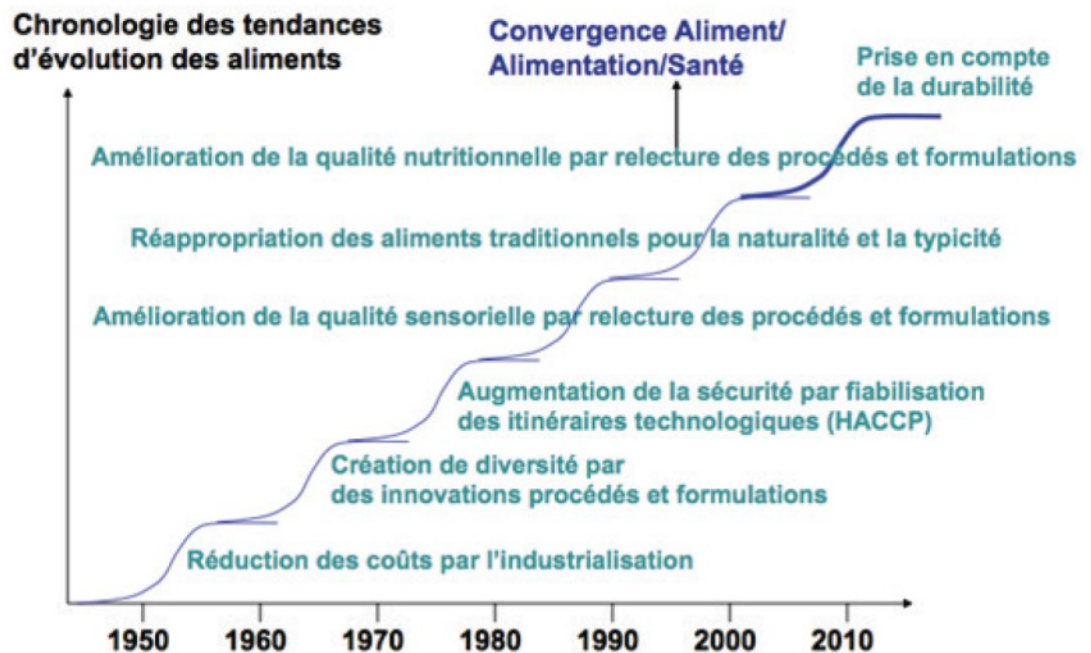 Chronologie des tendances
d'évolution des aliments
Convergence Aliment/
Alimentation/Santé
Prise en compte
de la durabilité
Amélioration de la qualité nutritionnelle par relecture des procédés et formulations
Réappropriation des aliments traditionnels pour la naturalité et la typicité
Amélioration de la qualité sensorielle par relecture des procédés et formulations
Augmentation de la sécurité par fiabilisation
des itinéraires technologiques (HACCP)
Création de diversité par
des innovations procédés et formulations
Réduction des coûts par l'industrialisation
1950 1960 1970 1980 1990 2000 2010